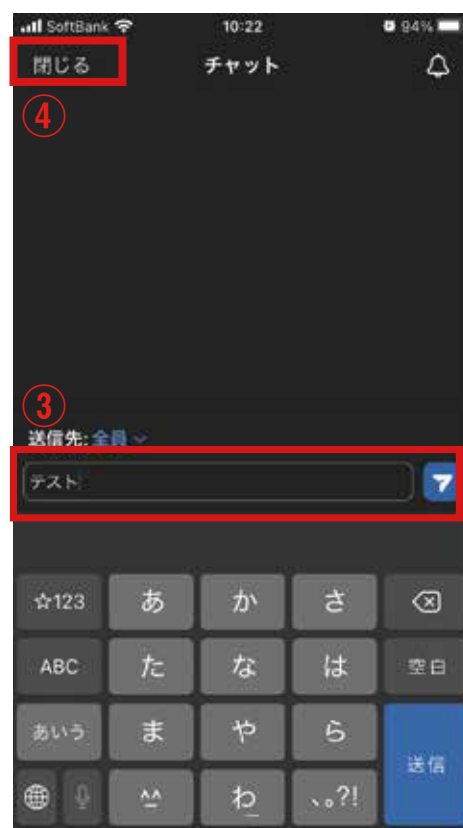 SoftBank 10:22 94%
閉じる チャット
④
③
送信先: 全員
テスト
☆123 あ か さ
ABC た な は 空白
あいう ま や ら 送信
^^ わ 、。?!